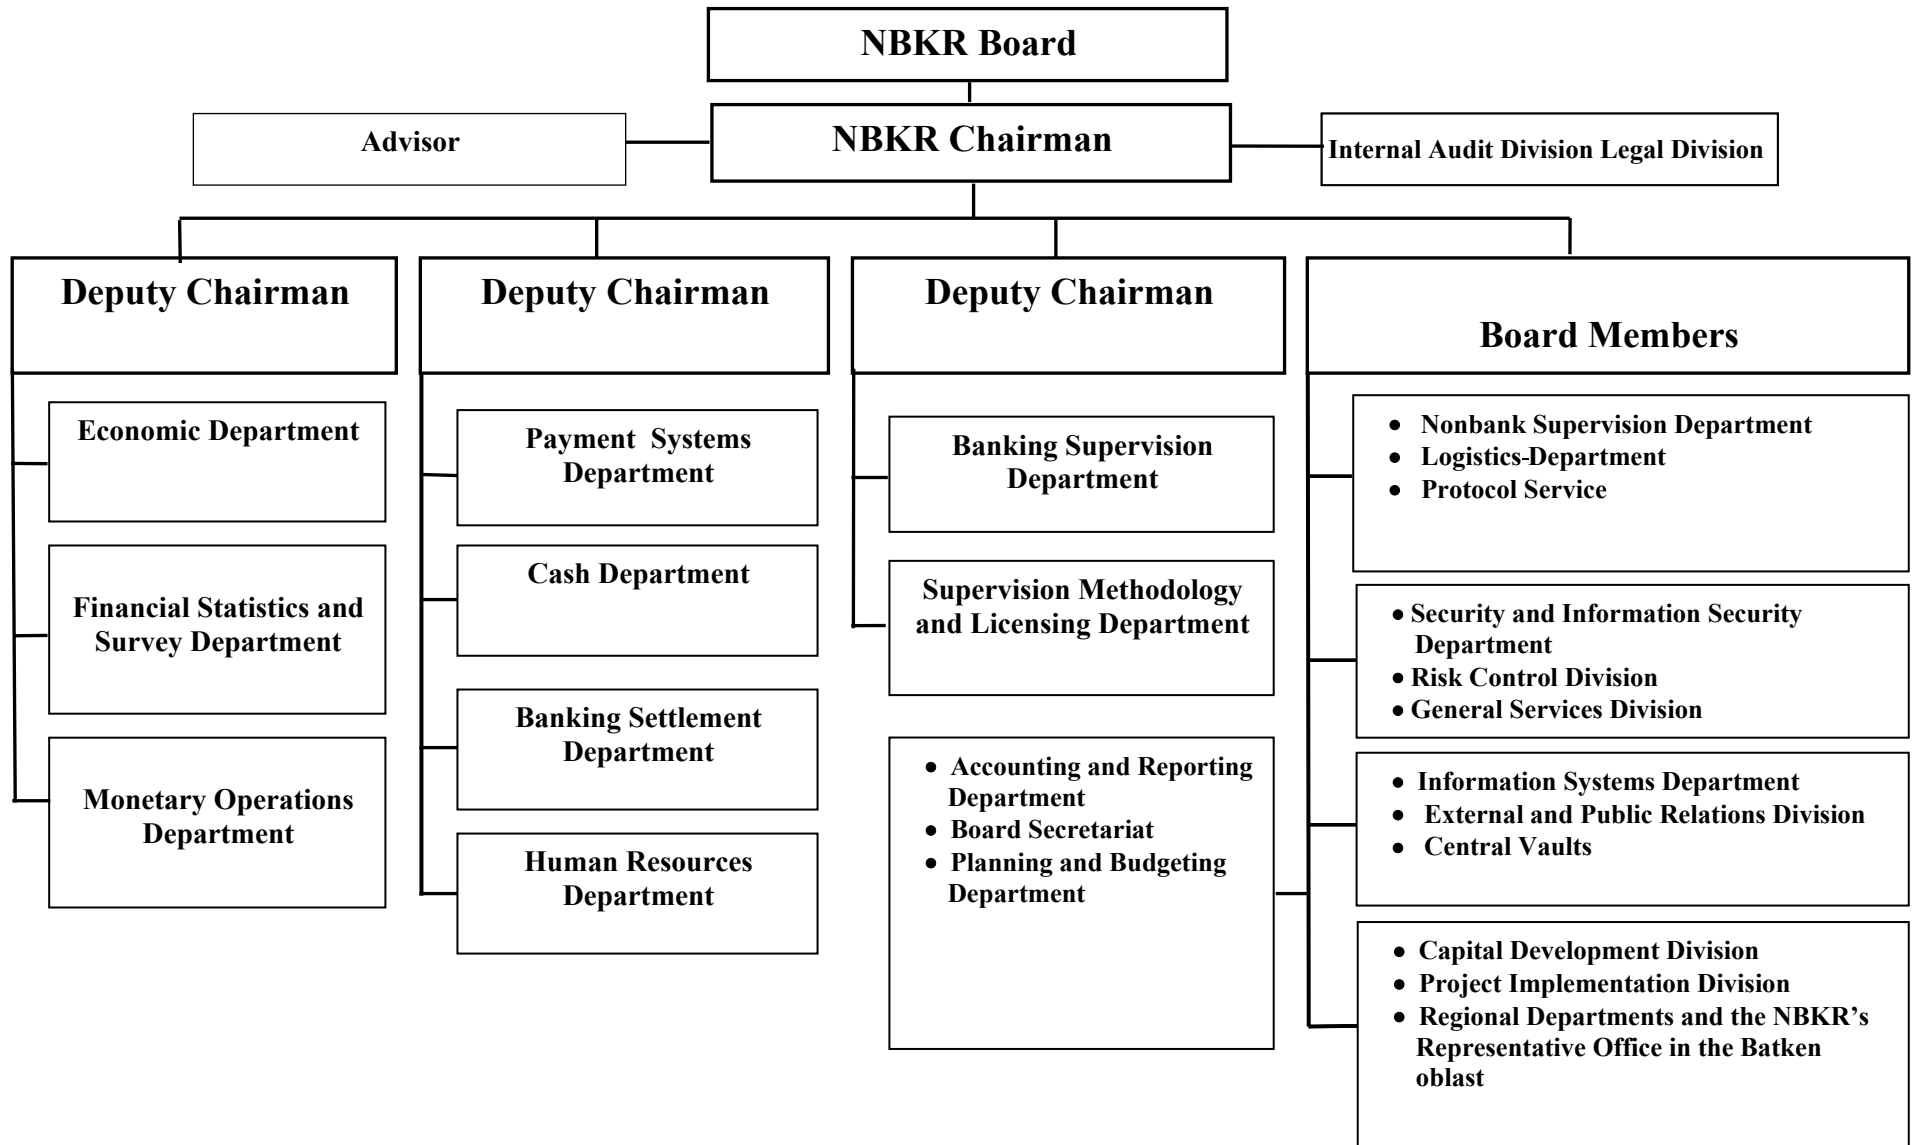 NBKR Board
Advisor
NBKR Chairman
Internal Audit Division Legal Division
Deputy Chairman
Deputy Chairman
Deputy Chairman
Board Members
Economic Department
Financial Statistics and
Survey Department
Monetary Operations
Department
Payment Systems
Department
Cash Department
Banking Settlement
Department
Human Resources
Department
Banking Supervision
Department
Supervision Methodology
and Licensing Department
• Accounting and Reporting
Department
• Board Secretariat
• Planning and Budgeting
Department
• Nonbank Supervision Department
• Logistics-Department
• Protocol Service
• Security and Information Security
Department
• Risk Control Division
• General Services Division
• Information Systems Department
• External and Public Relations Division
• Central Vaults
• Capital Development Division
• Project Implementation Division
• Regional Departments and the NBKR’s
Representative Office in the Batken
oblast